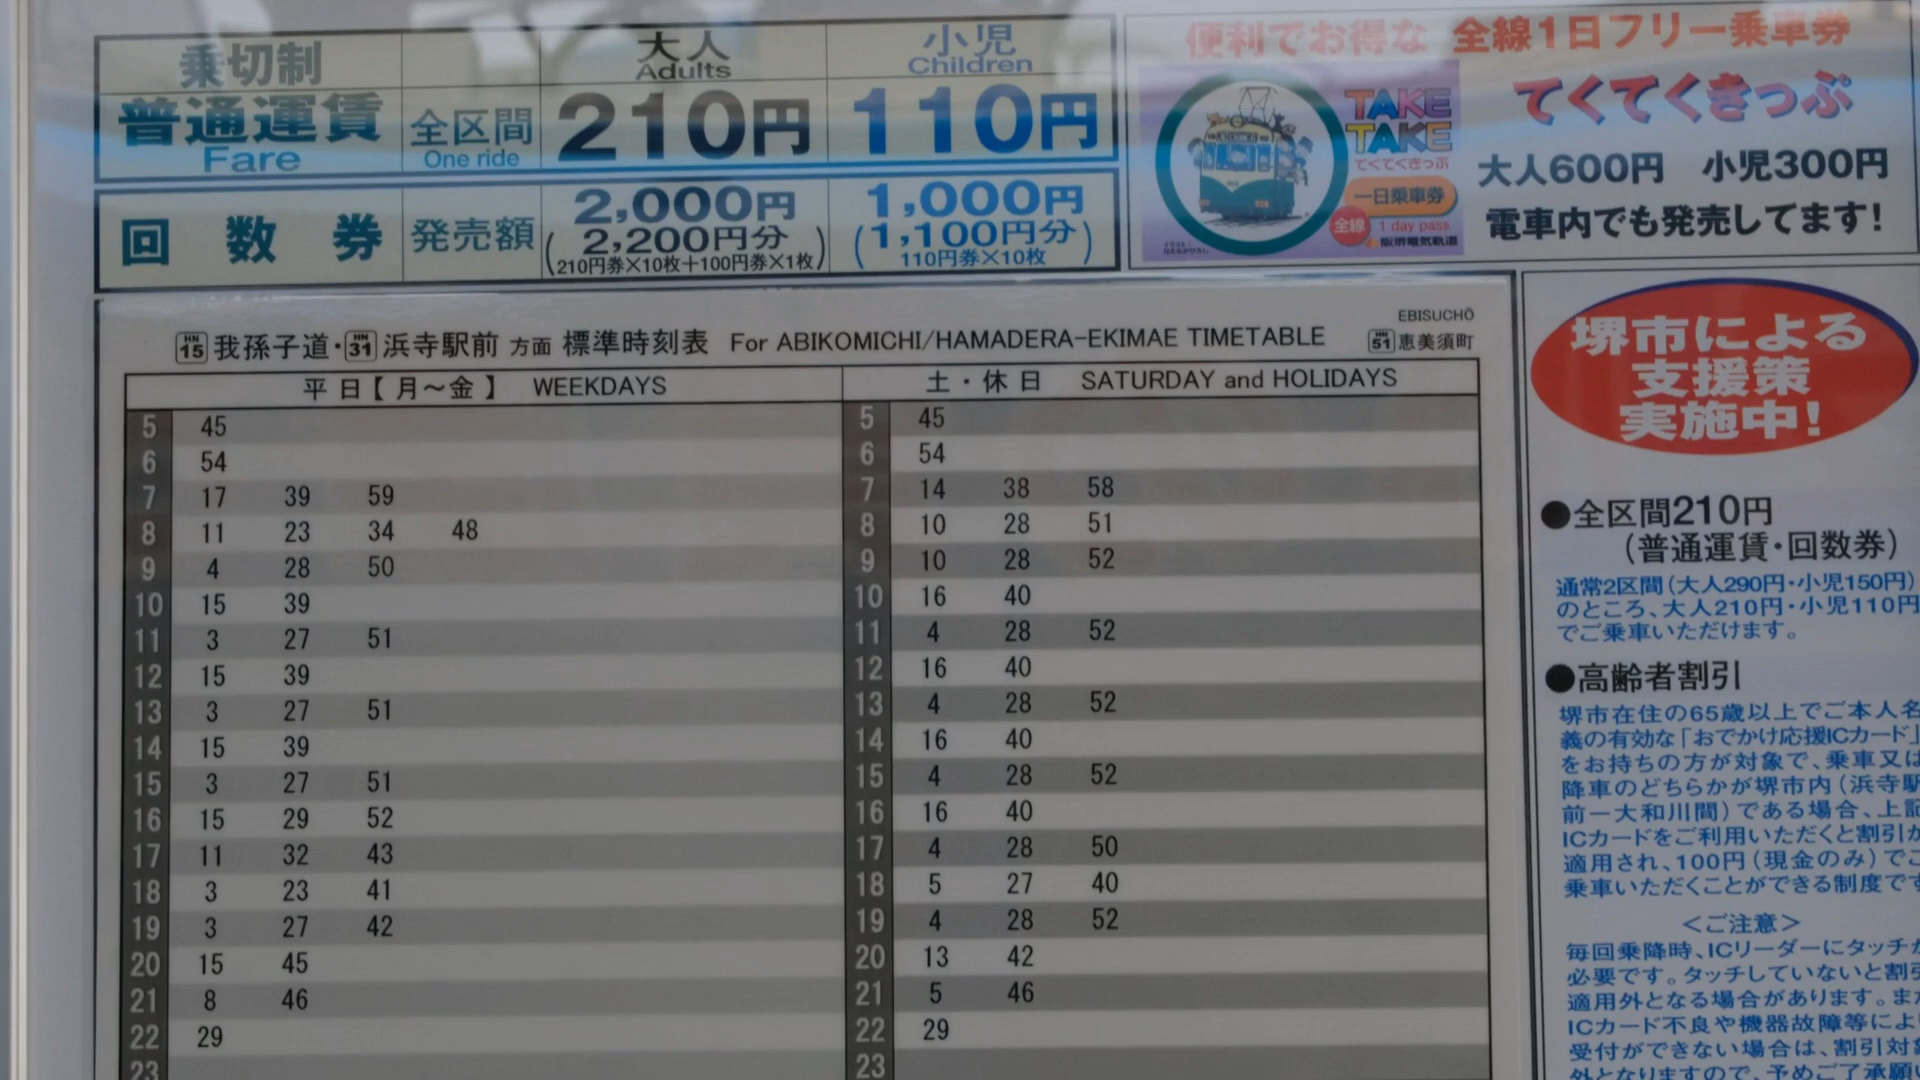 乗切制
普通運賃
Fare
全区間
One ride
大人
Adults
210円
小児
Children
110円
回数券
発売額
2,000円
(2,200円分)
210円券×10枚+100円券×1枚
1,000円
(1,100円分)
110円券×10枚
便利でお得な 全線1日フリー乗車券
TAKE
TAKE
てくてくきっぷ
一日乗車券
全線 1 day pass
阪堺電気軌道
てくてくきっぷ
大人600円 小児300円
電車内でも発売してます!
HN 15 我孫子道・HN 31 浜寺駅前 方面 標準時刻表 For ABIKOMICHI/HAMADERA-EKIMAE TIMETABLE
EBISUCHŌ
HN 51 恵美須町
平日【月～金】 WEEKDAYS
5 45
6 54
7 17 39 59
8 11 23 34 48
9 4 28 50
10 15 39
11 3 27 51
12 15 39
13 3 27 51
14 15 39
15 3 27 51
16 15 29 52
17 11 32 43
18 3 23 41
19 3 27 42
20 15 45
21 8 46
22 29
23
土・休日 SATURDAY and HOLIDAYS
5 45
6 54
7 14 38 58
8 10 28 51
9 10 28 52
10 16 40
11 4 28 52
12 16 40
13 4 28 52
14 16 40
15 4 28 52
16 16 40
17 4 28 50
18 5 27 40
19 4 28 52
20 13 42
21 5 46
22 29
23
堺市による
支援策
実施中!
●全区間210円
(普通運賃・回数券)
通常2区間(大人290円・小児150円)
のところ、大人210円・小児110円
でご乗車いただけます。
●高齢者割引
堺市在住の65歳以上でご本人名
義の有効な「おでかけ応援ICカード」
をお持ちの方が対象で、乗車又は
降車のどちらかが堺市内(浜寺駅
前ー大和川間)である場合、上記
ICカードをご利用いただくと割引が
適用され、100円(現金のみ)でご
乗車いただくことができる制度です
<ご注意>
毎回乗降時、ICリーダーにタッチが
必要です。タッチしていないと割引
適用外となる場合があります。また
ICカード不良や機器故障等によ
受付ができない場合は、割引対象
外となりますので、予めご了承願い